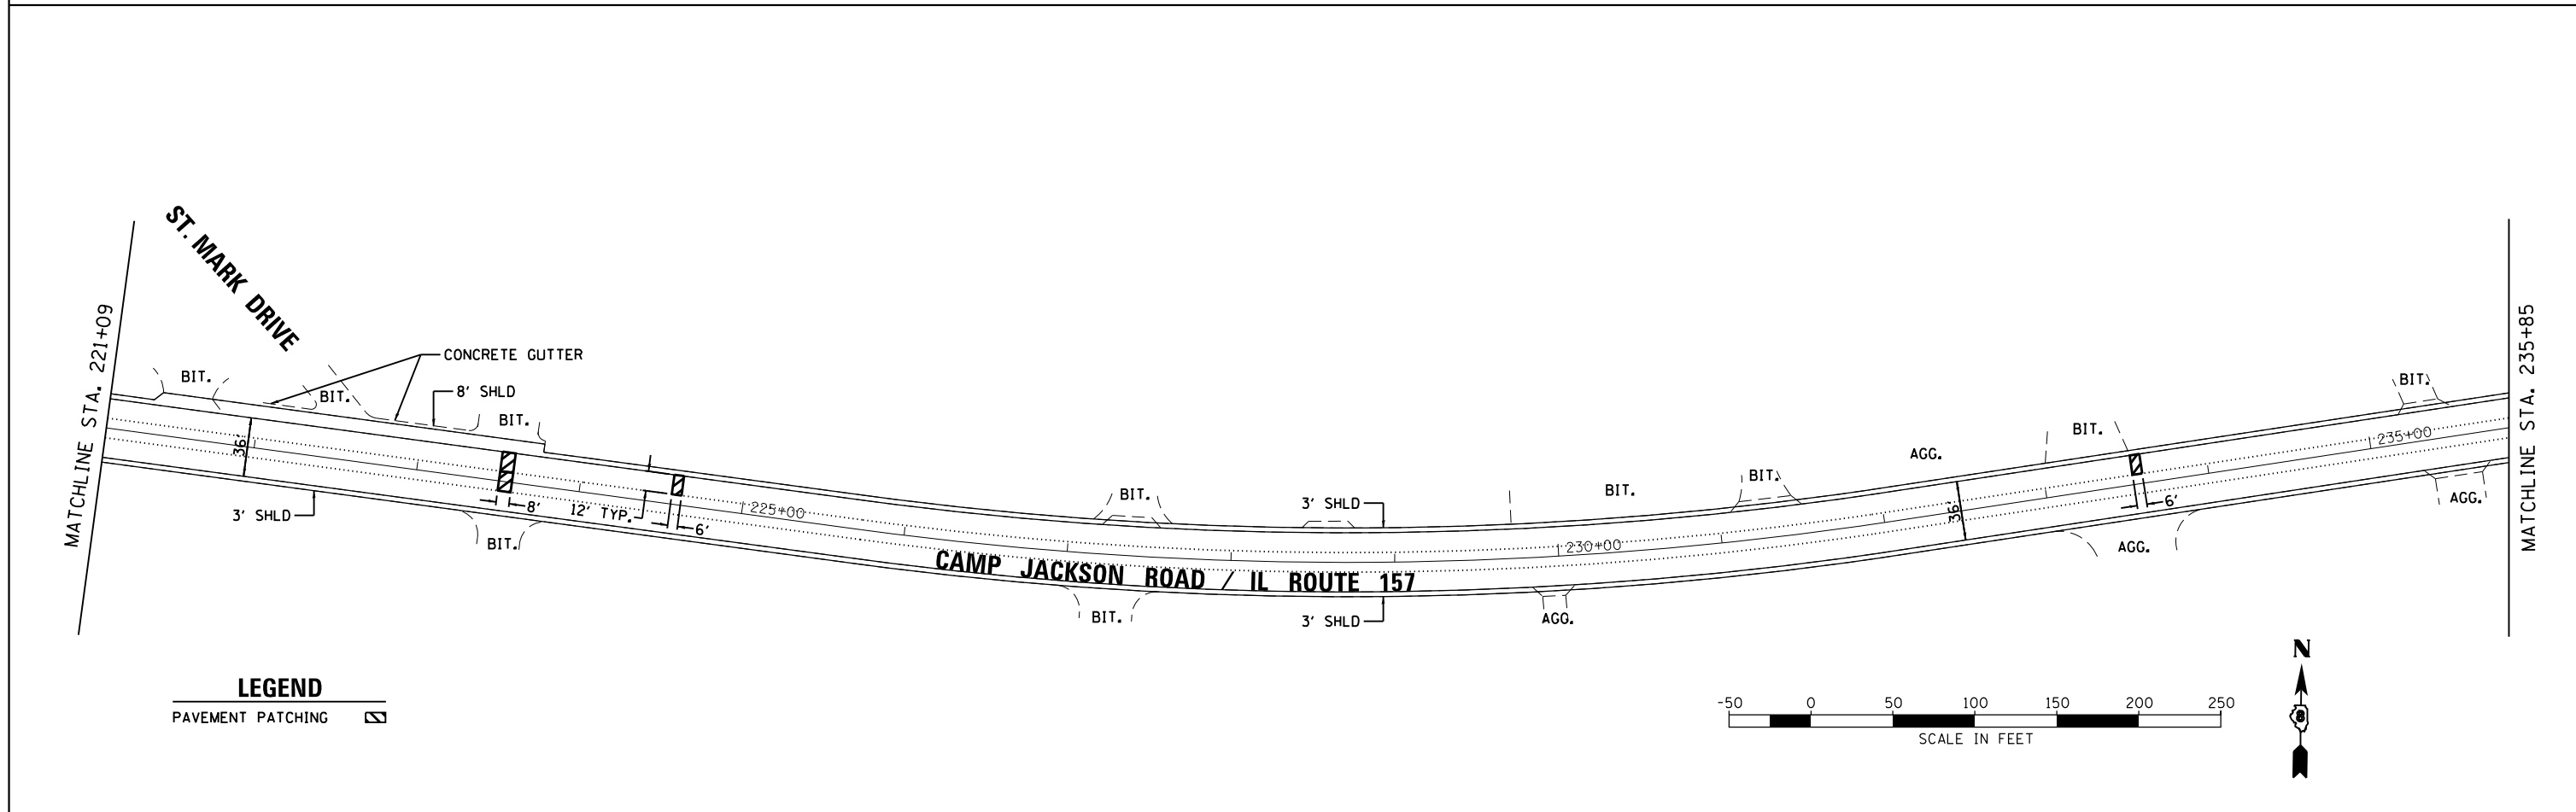 ST. MARK DRIVE
MATCHLINE STA. 221+09
MATCHLINE STA. 235+85
CONCRETE GUTTER
8' SHLD
BIT.
BIT.
BIT.
36'
3' SHLD
BIT.
8'
12' TYP.
6'
225+00
BIT.
3' SHLD
BIT.
BIT.
AGG.
BIT.
BIT.
230+00
36'
6'
235+00
AGG.
AGG.
CAMP JACKSON ROAD / IL ROUTE 157
BIT.
3' SHLD
AGG.
LEGEND
PAVEMENT PATCHING
-50 0 50 100 150 200 250
SCALE IN FEET
N
8